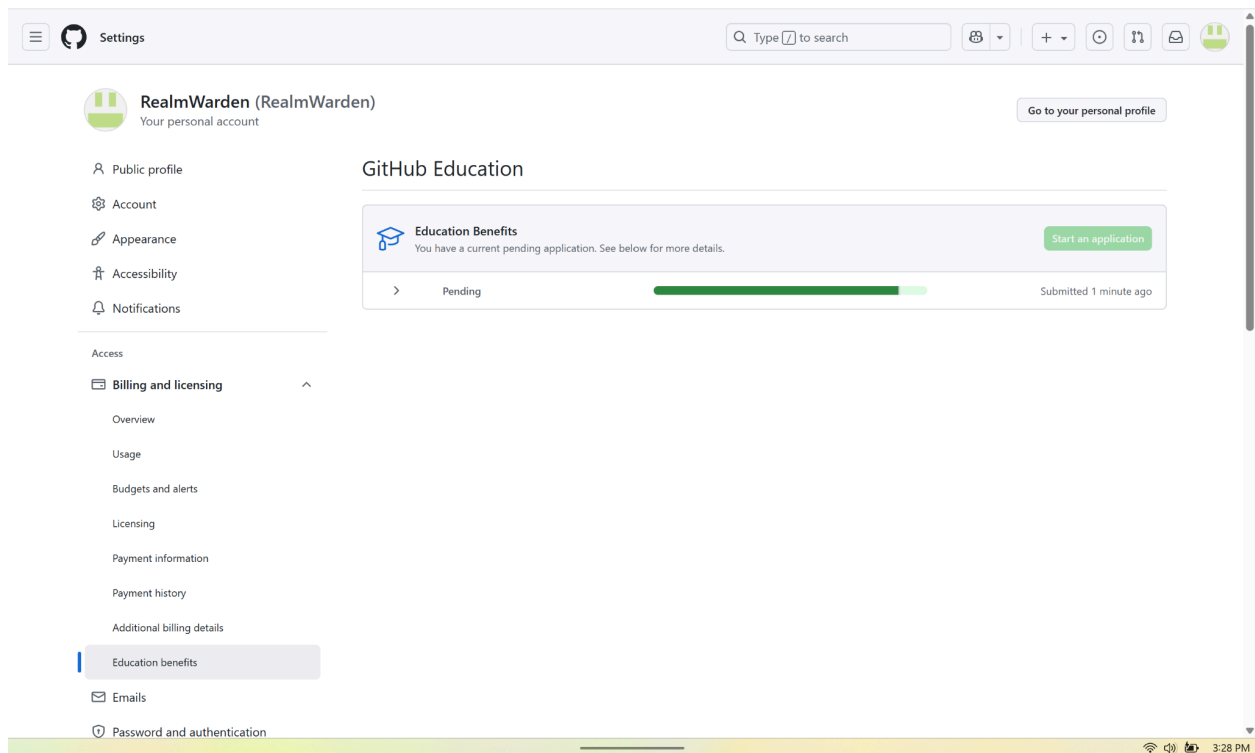 Settings
Type / to search
RealmWarden (RealmWarden)
Your personal account
Go to your personal profile
Public profile
Account
Appearance
Accessibility
Notifications
Access
Billing and licensing
Overview
Usage
Budgets and alerts
Licensing
Payment information
Payment history
Additional billing details
Education benefits
Emails
Password and authentication
GitHub Education
Education Benefits
You have a current pending application. See below for more details.
Start an application
Pending
Submitted 1 minute ago
3:28 PM